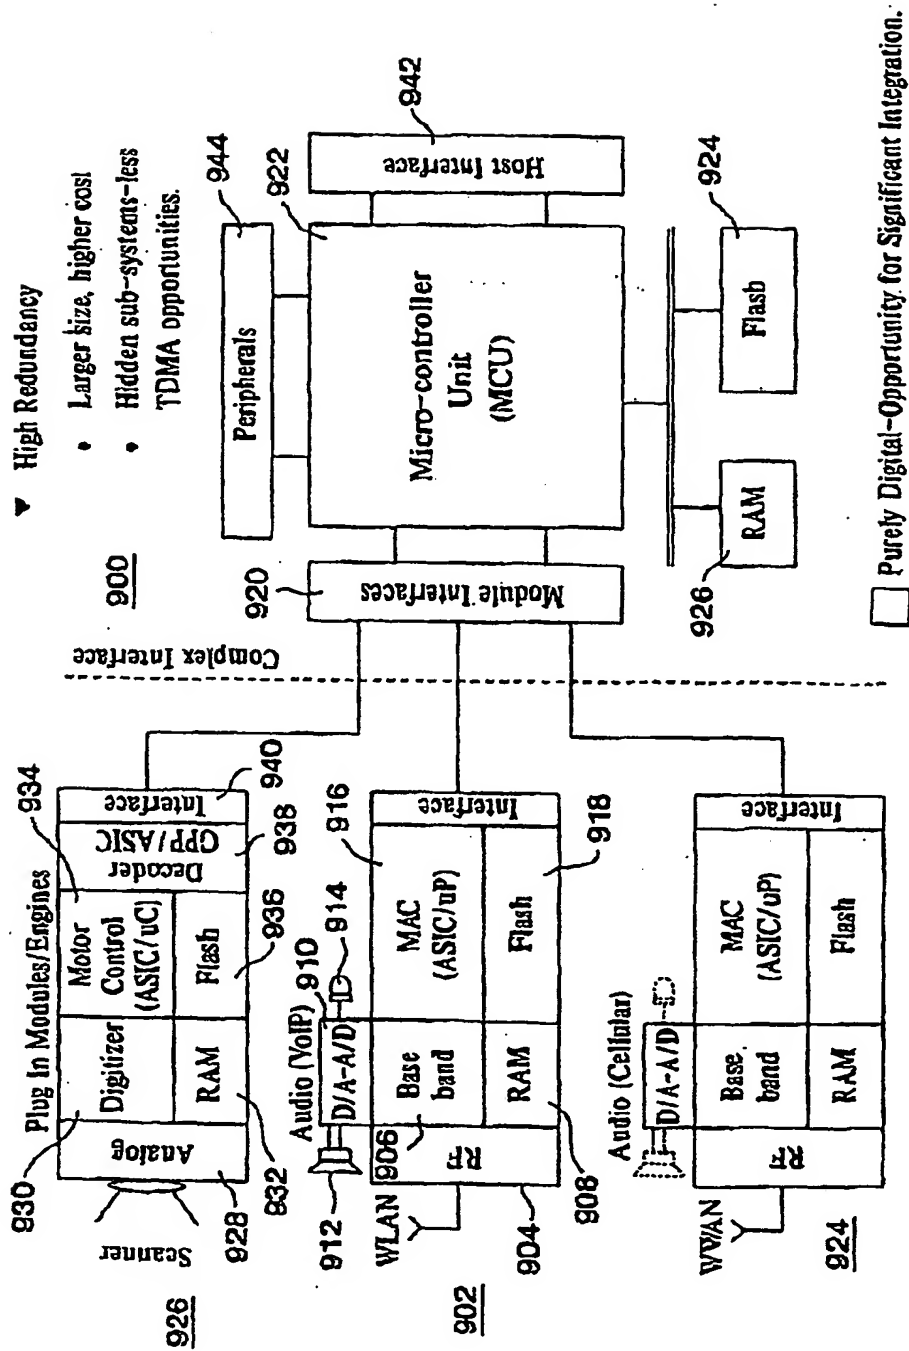 ▼ High Redundancy
• Larger size, higher cost
• Hidden sub-systems-less
TDMA opportunities.
900
Plug In Modules/Engines
Complex Interface
926
Scanner
928
930
932
934
936
938
940
Analog
Digitizer
RAM
Motor
Control
(ASIC/uC)
Flash
Decoder
GPP/ASIC
Interface
902
WLAN
904
906
908
910
912
914
916
918
Audio (VoIP)
D/A-A/D
RF
Base
band
RAM
MAC
(ASIC/uP)
Flash
Interface
924
WWAN
Audio (Cellular)
D/A-A/D
RF
Base
band
RAM
MAC
(ASIC/uP)
Flash
Interface
920
Module Interfaces
Peripherals
944
922
Micro-controller
Unit
(MCU)
Host Interface
942
RAM
926
Flash
924
Purely Digital-Opportunity for Significant Integration.